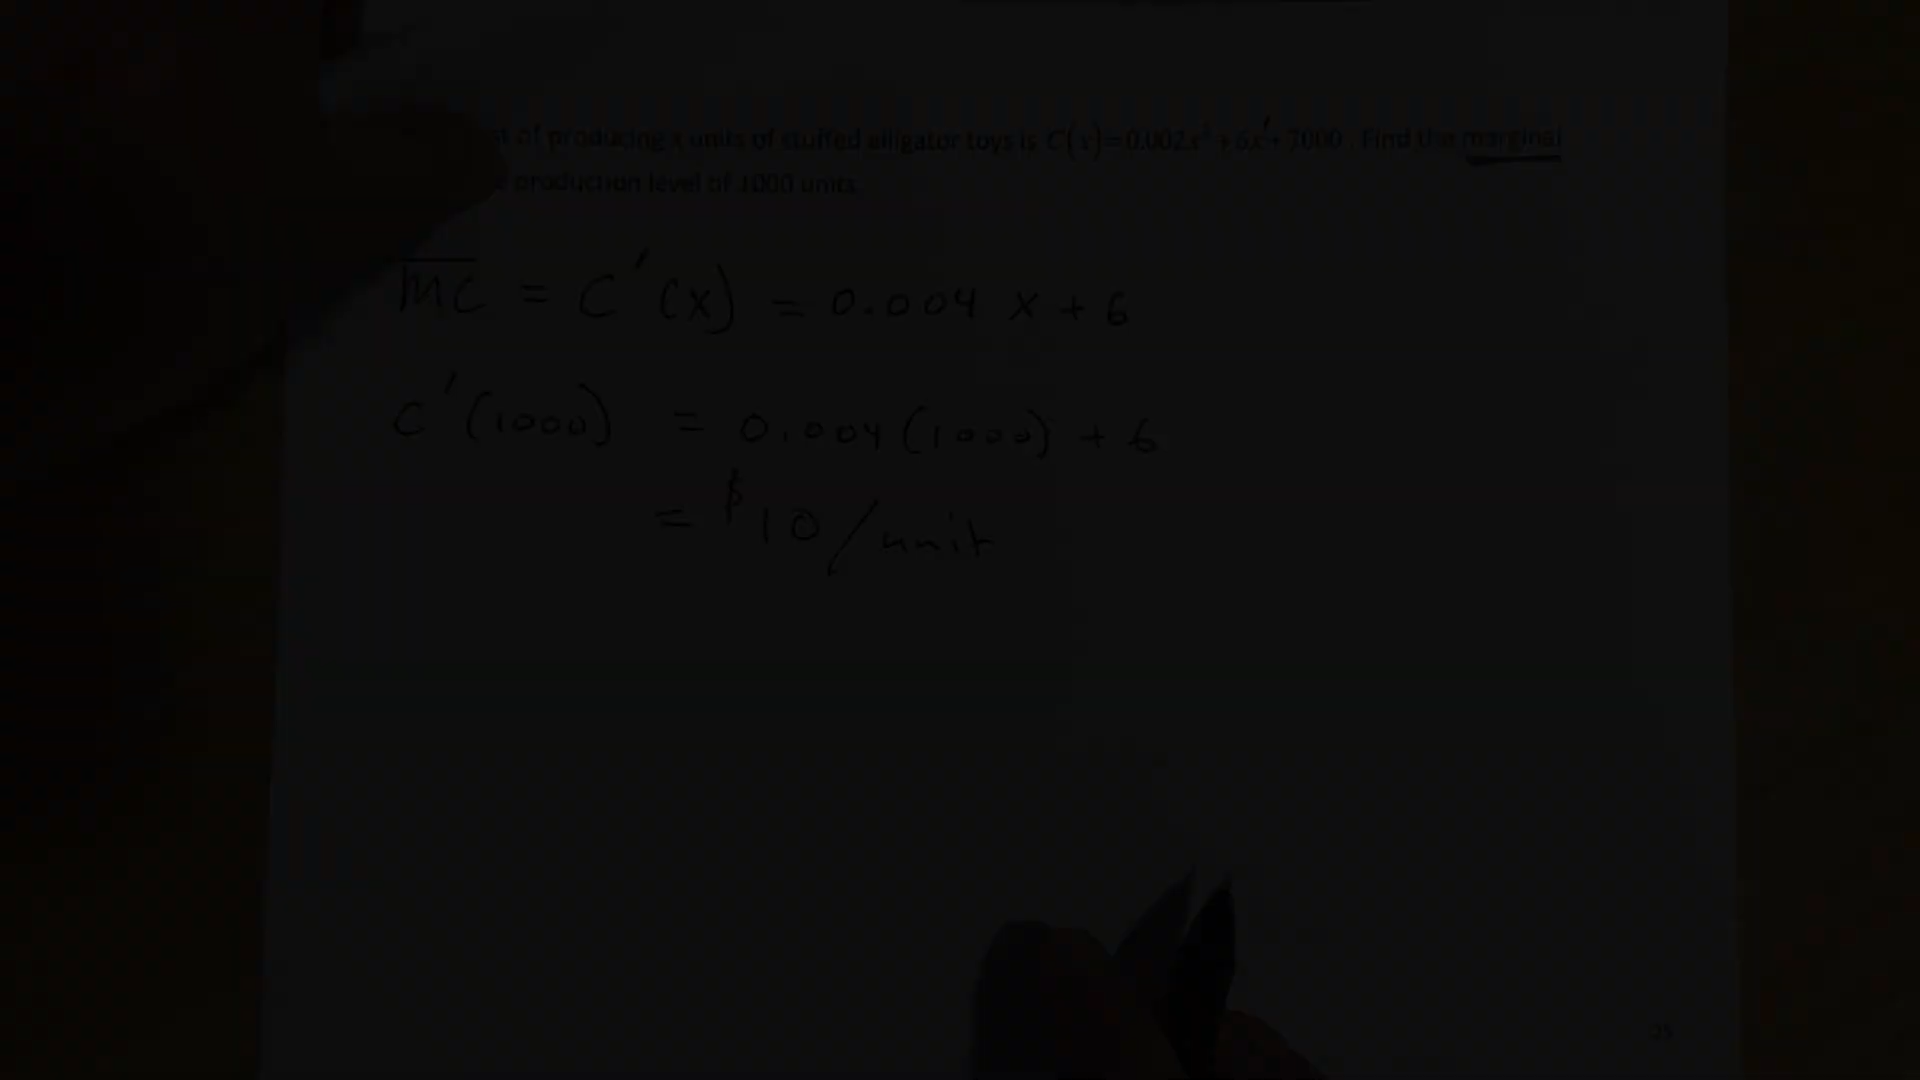 of producing x units of stuffed alligator toys is C(x)=0.002x²+6x+7000. Find the marginal
production level of 1000 units.
MC = C'(x) = 0.004 x + 6
C'(1000) = 0.004(1000) + 6
= $10/unit